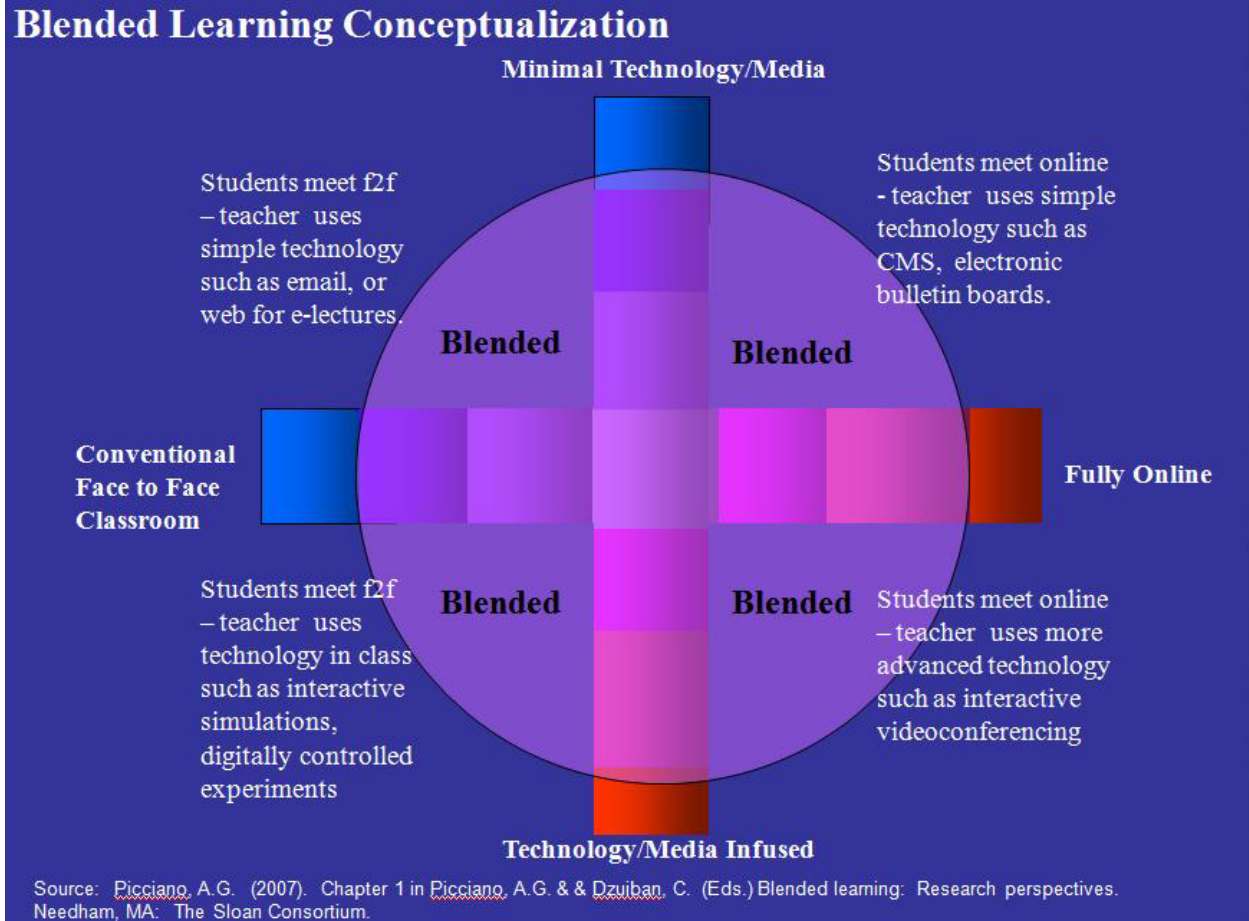 Blended Learning Conceptualization
Minimal Technology/Media
Students meet f2f
– teacher uses
simple technology
such as email, or
web for e-lectures.
Students meet online
- teacher uses simple
technology such as
CMS, electronic
bulletin boards.
Blended
Blended
Conventional
Face to Face
Classroom
Fully Online
Students meet f2f
– teacher uses
technology in class
such as interactive
simulations,
digitally controlled
experiments
Blended
Blended
Students meet online
– teacher uses more
advanced technology
such as interactive
videoconferencing
Technology/Media Infused
Source: Picciano, A.G. (2007). Chapter 1 in Picciano, A.G. & & Dzuiban, C. (Eds.) Blended learning: Research perspectives.
Needham, MA: The Sloan Consortium.